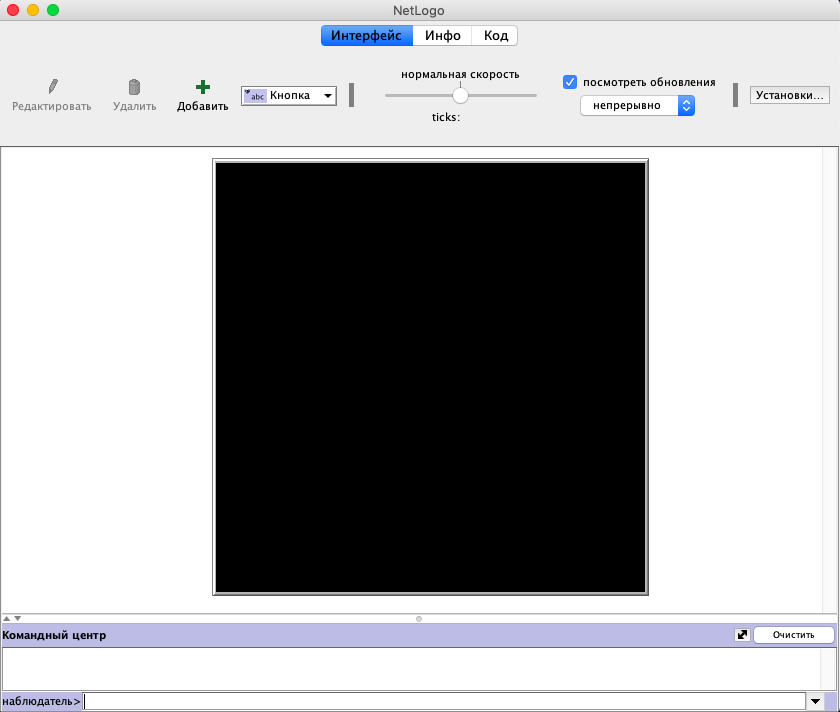 NetLogo
Интерфейс Инфо Код
нормальная скорость
Редактировать Удалить Добавить abc Кнопка посмотреть обновления
непрерывно Установки...
ticks:
Командный центр Очистить
наблюдатель>